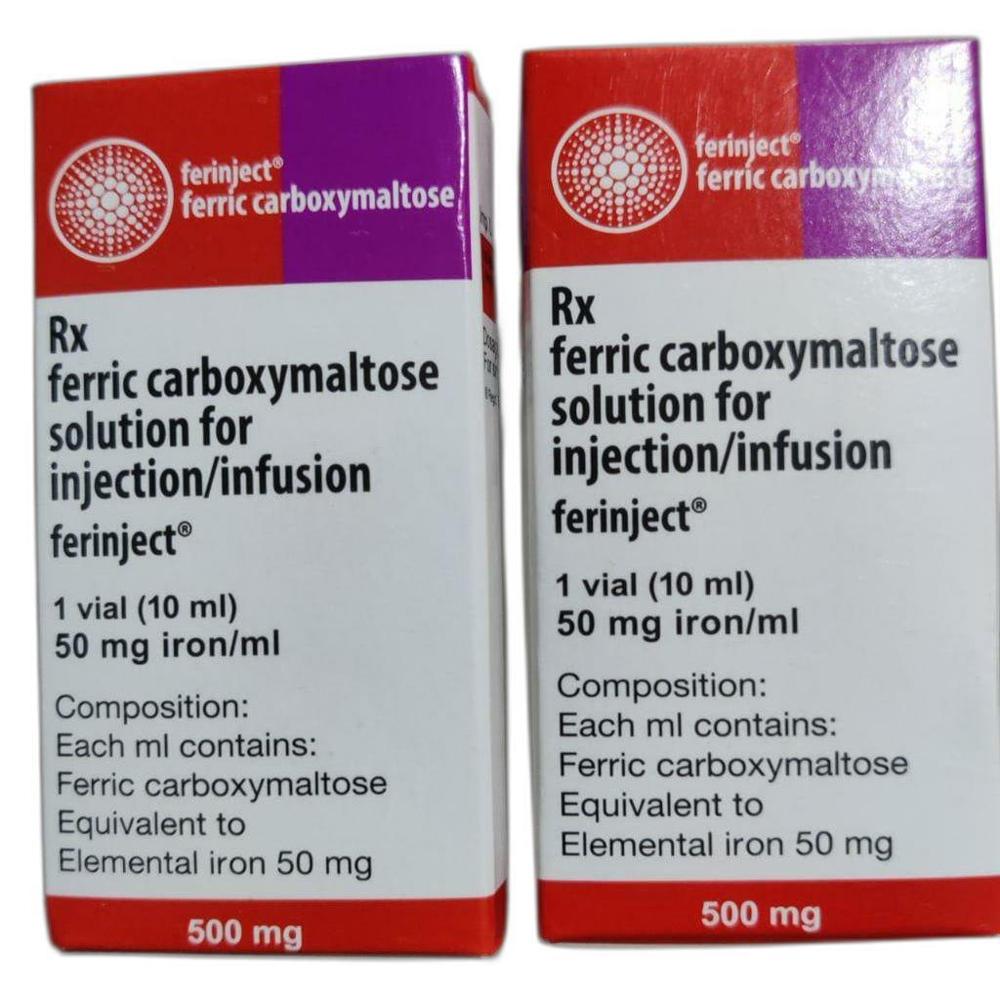 ferinject®
ferric carboxymaltose
Rx
ferric carboxymaltose
solution for
injection/infusion
ferinject®
1 vial (10 ml)
50 mg iron/ml
Composition:
Each ml contains:
Ferric carboxymaltose
Equivalent to
Elemental iron 50 mg
500 mg
ferinject®
ferric carboxymaltose
Rx
ferric carboxymaltose
solution for
injection/infusion
ferinject®
1 vial (10 ml)
50 mg iron/ml
Composition:
Each ml contains:
Ferric carboxymaltose
Equivalent to
Elemental iron 50 mg
500 mg